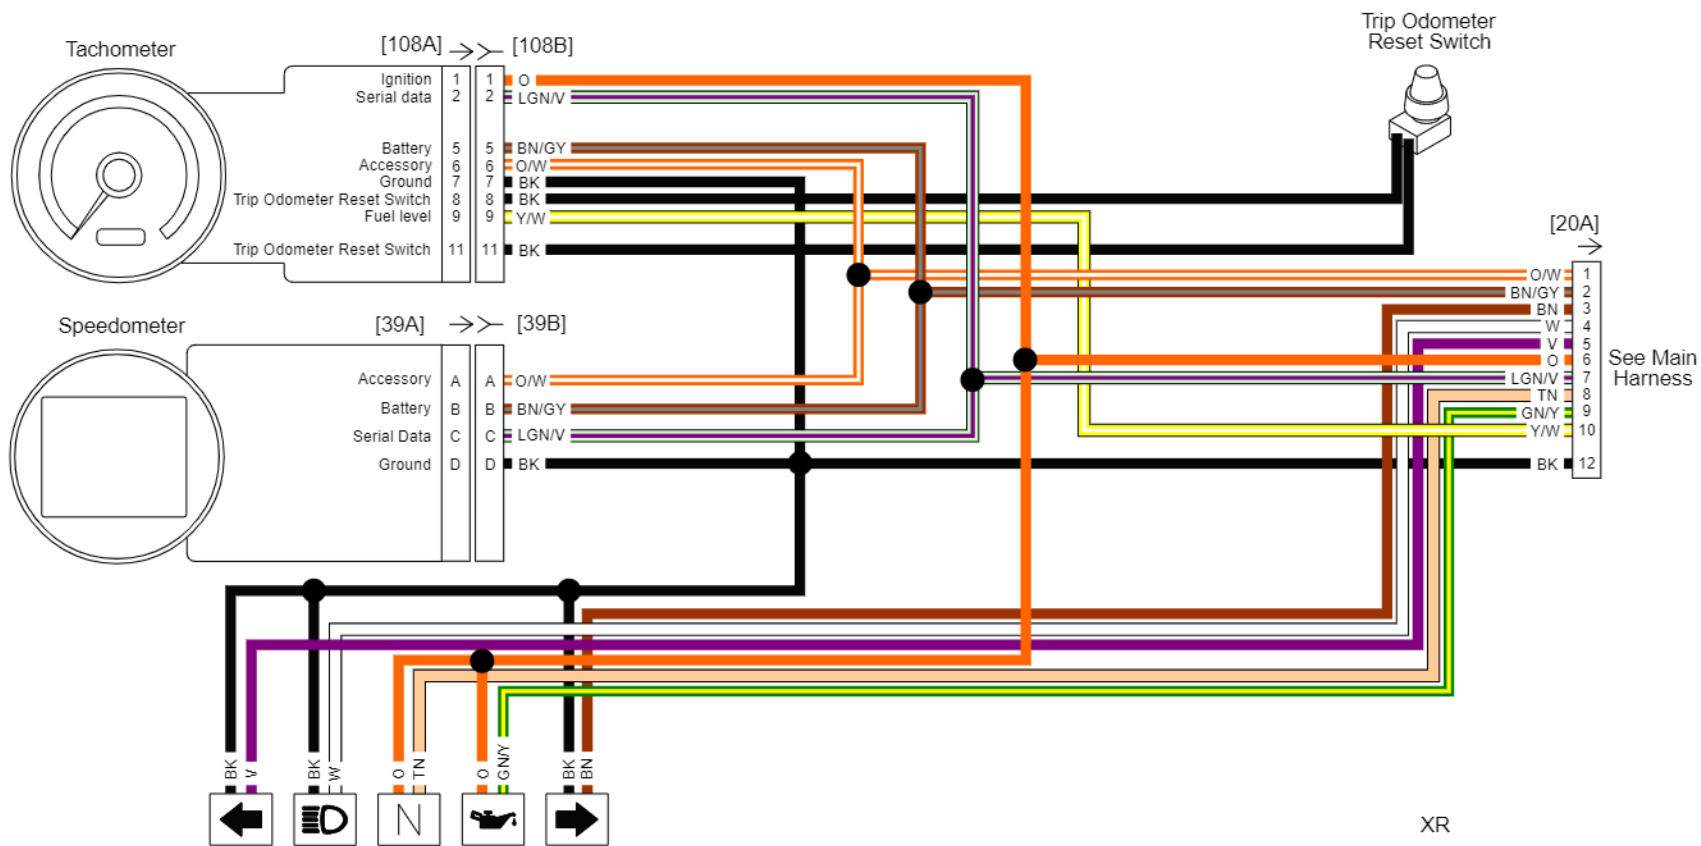 Trip Odometer
Reset Switch
Tachometer
[108A]
[108B]
Ignition 1 1 O
Serial data 2 2 LGN/V
Battery 5 5 BN/GY
Accessory 6 6 O/W
Ground 7 7 BK
Trip Odometer Reset Switch 8 8 BK
Fuel level 9 9 Y/W
Trip Odometer Reset Switch 11 11 BK
[20A]
O/W 1
BN/GY 2
BN 3
W 4
V 5
O 6
LGN/V 7
TN 8
GN/Y 9
Y/W 10
BK 12
See Main
Harness
Speedometer
[39A]
[39B]
Accessory A A O/W
Battery B B BN/GY
Serial Data C C LGN/V
Ground D D BK
BK
V
BK
W
O
TN
O
GN/Y
BK
BN
N
XR